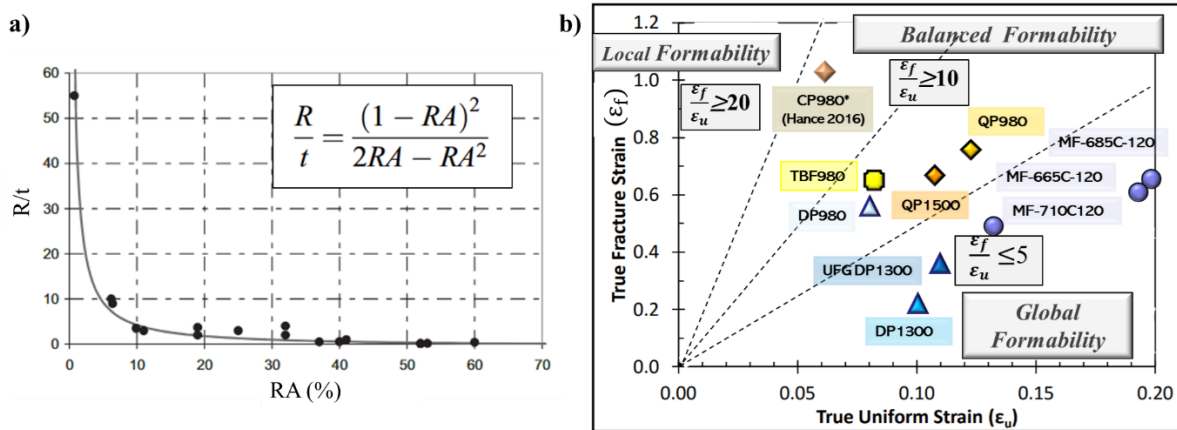 a)
R/t
60
50
40
30
20
10
0
R/t = (1 − RA)² / 2RA − RA²
0 10 20 30 40 50 60 70
RA (%)
b)
True Fracture Strain (εf)
1.2
1.0
0.8
0.6
0.4
0.2
0.0
Local Formability
Balanced Formability
εf/εu ≥20
εf/εu ≥10
CP980*
(Hance 2016)
QP980
MF-685C-120
TBF980
MF-665C-120
DP980
QP1500
MF-710C120
εf/εu ≤5
UFG DP1300
DP1300
Global
Formability
0.00 0.05 0.10 0.15 0.20
True Uniform Strain (εu)